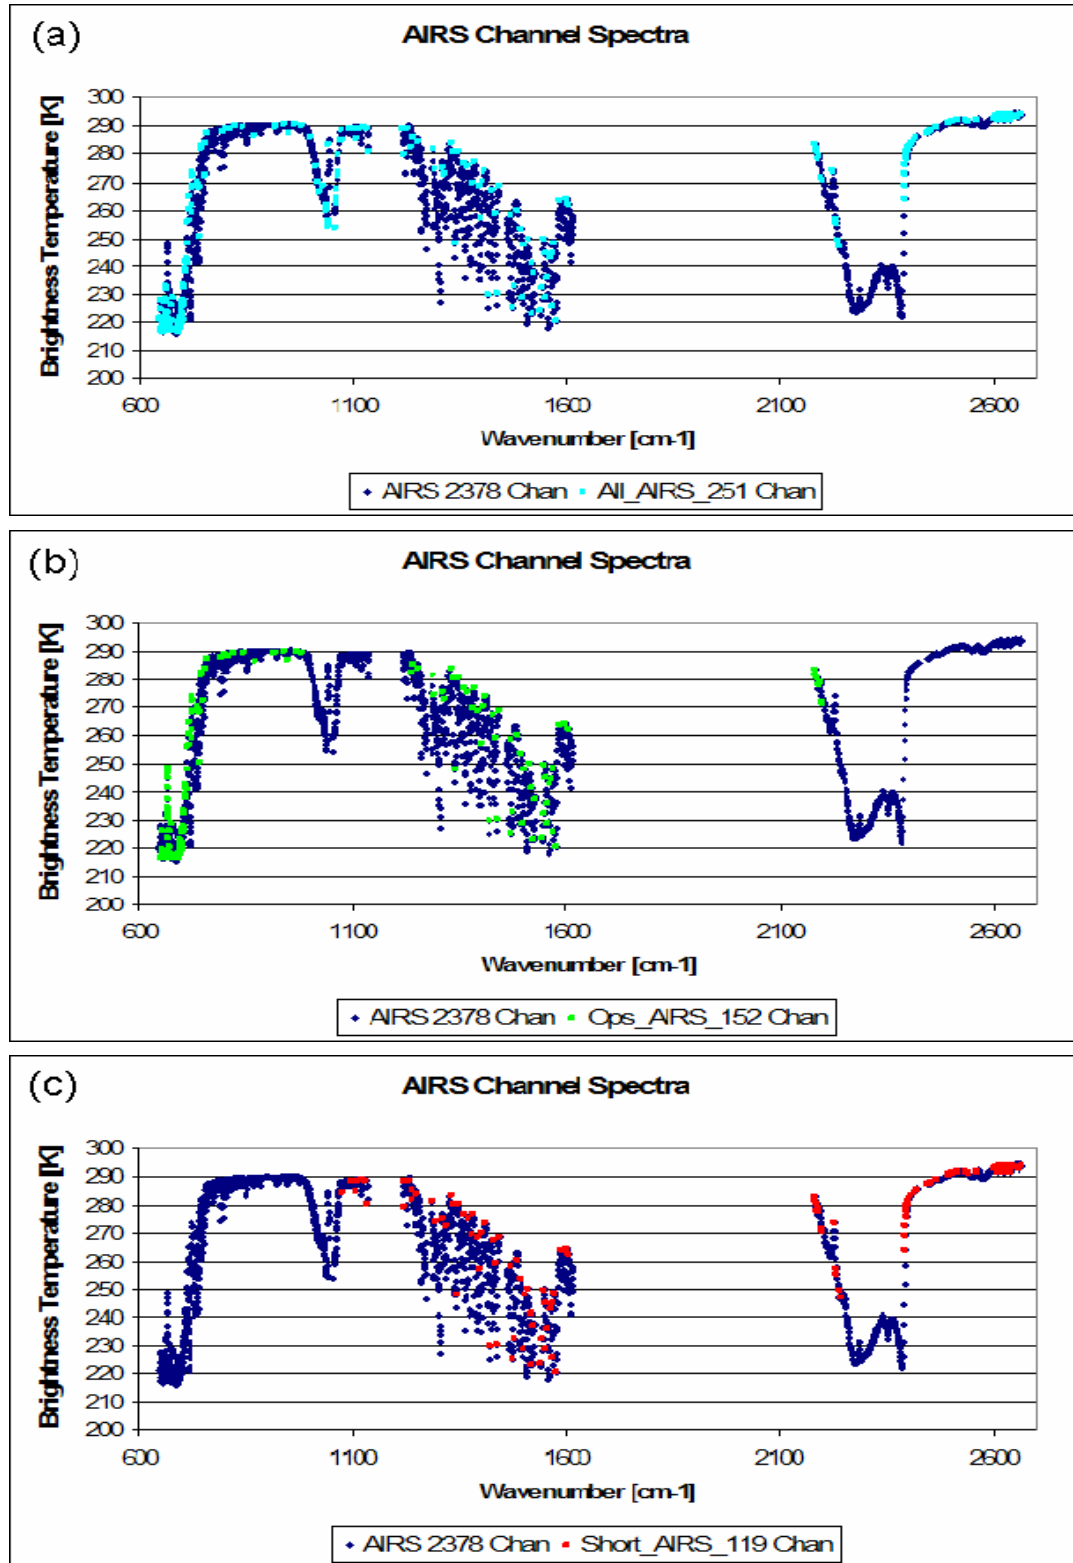 (a)
AIRS Channel Spectra
Brightness Temperature [K]
300
290
280
270
260
250
240
230
220
210
200
600 1100 1600 2100 2600
Wavenumber [cm-1]
AIRS 2378 Chan All_AIRS_251 Chan
(b)
AIRS Channel Spectra
Brightness Temperature [K]
300
290
280
270
260
250
240
230
220
210
200
600 1100 1600 2100 2600
Wavenumber [cm-1]
AIRS 2378 Chan Ops_AIRS_152 Chan
(c)
AIRS Channel Spectra
Brightness Temperature [K]
300
290
280
270
260
250
240
230
220
210
200
600 1100 1600 2100 2600
Wavenumber [cm-1]
AIRS 2378 Chan Short_AIRS_119 Chan